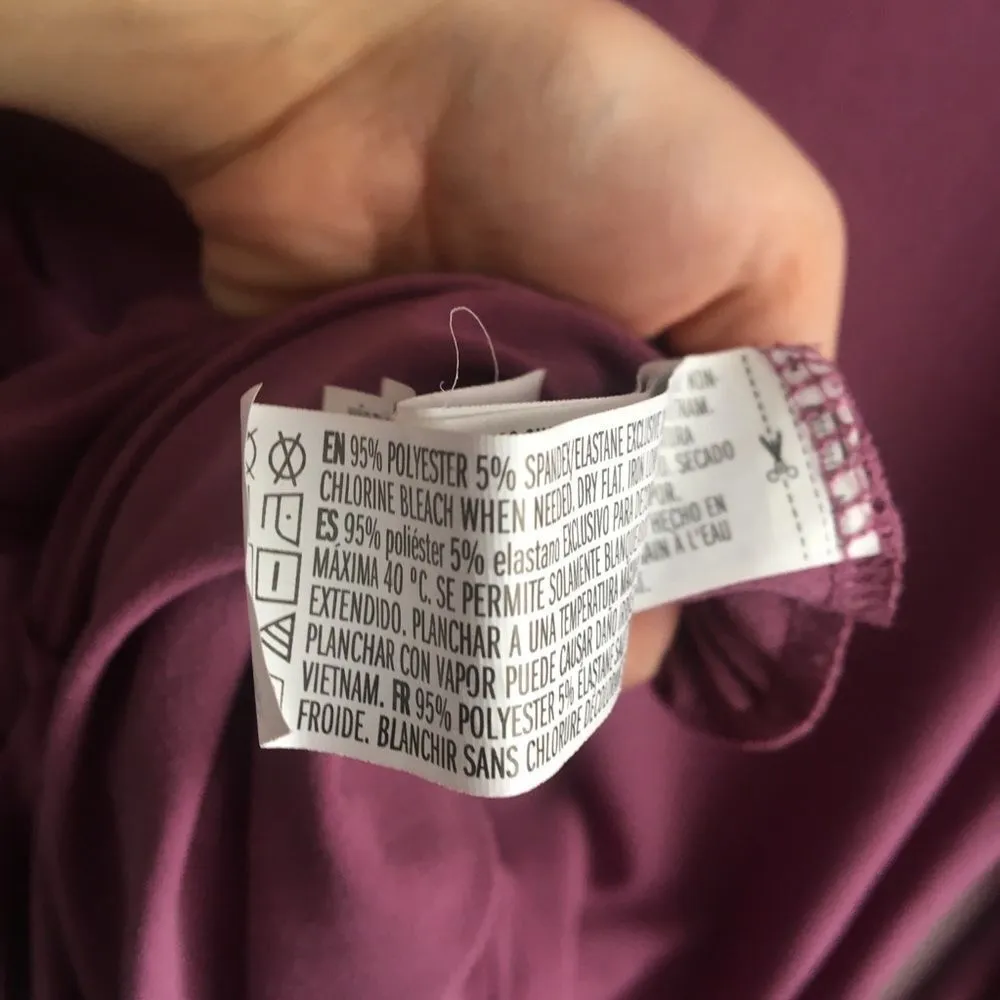 EN 95% POLYESTER 5% SPANDEX/ELASTANE EXCLUSIVE
CHLORINE BLEACH WHEN NEEDED. DRY FLAT. IRON
ES 95% poliéster 5% elastano EXCLUSIVO PARA
MÁXIMA 40 °C. SE PERMITE SOLAMENTE
EXTENDIDO. PLANCHAR A UNA TEMPERATURA
PLANCHAR CON VAPOR PUEDE CAUSAR DAÑO
VIETNAM. FR 95% POLYESTER 5% ELASTANE
FROIDE. BLANCHIR SANS CHLORURE
NAM.
SECADO
HECHO EN
À L'EAU